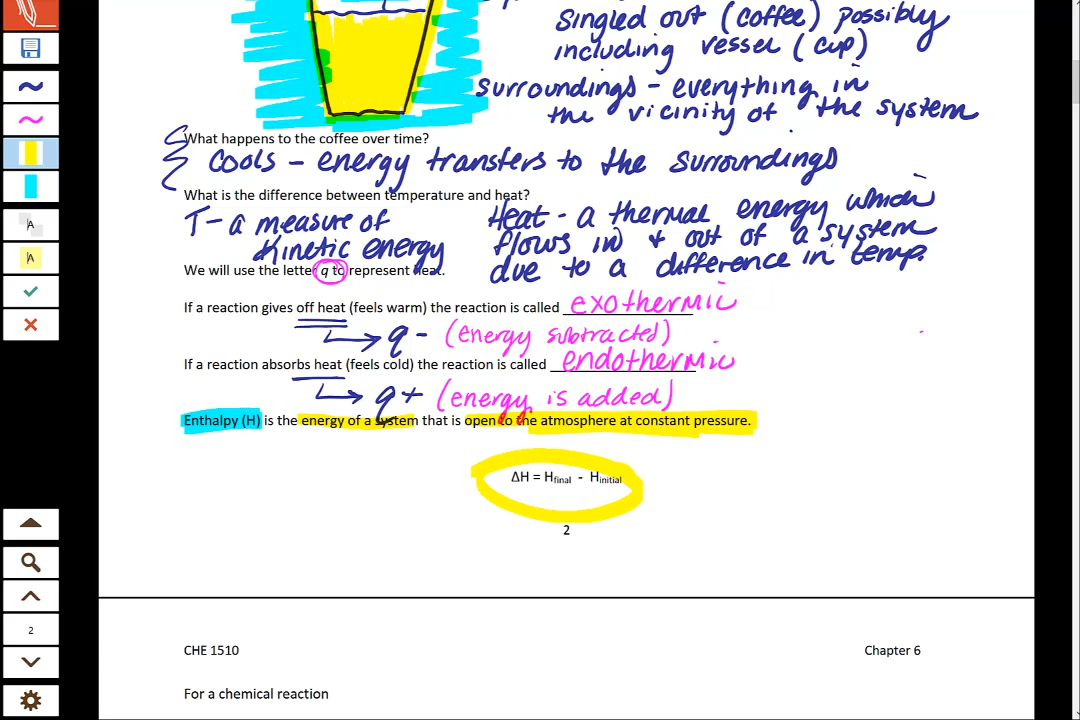 singled out (coffee) possibly
including vessel (cup)
surroundings - everything in
the vicinity of the system
What happens to the coffee over time?
Cools - energy transfers to the surroundings
What is the difference between temperature and heat?
T - a measure of
kinetic energy
Heat - a thermal energy which
flows in + out of a system
due to a difference in temp.
We will use the letter q to represent heat.
If a reaction gives off heat (feels warm) the reaction is called exothermic
q - (energy subtracted)
If a reaction absorbs heat (feels cold) the reaction is called endothermic
q + (energy is added)
Enthalpy (H) is the energy of a system that is open to the atmosphere at constant pressure.
ΔH = Hfinal - Hinitial
2
CHE 1510
Chapter 6
For a chemical reaction
A
A
2